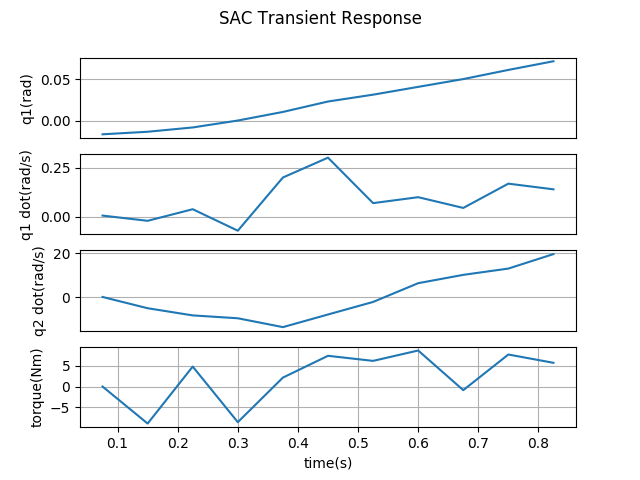 SAC Transient Response
q1(rad)
0.05
0.00
q1 dot(rad/s)
0.25
0.00
q2 dot(rad/s)
20
0
torque(Nm)
5
0
−5
0.1 0.2 0.3 0.4 0.5 0.6 0.7 0.8
time(s)